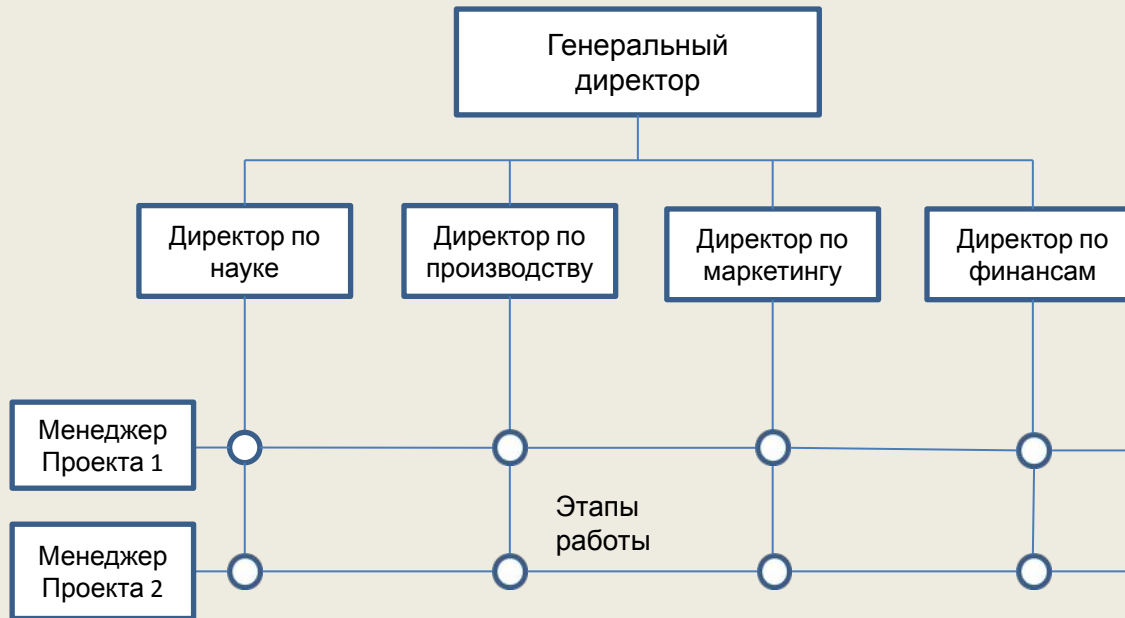 Генеральный
директор
Директор по
науке
Директор по
производству
Директор по
маркетингу
Директор по
финансам
Менеджер
Проекта 1
Этапы
работы
Менеджер
Проекта 2